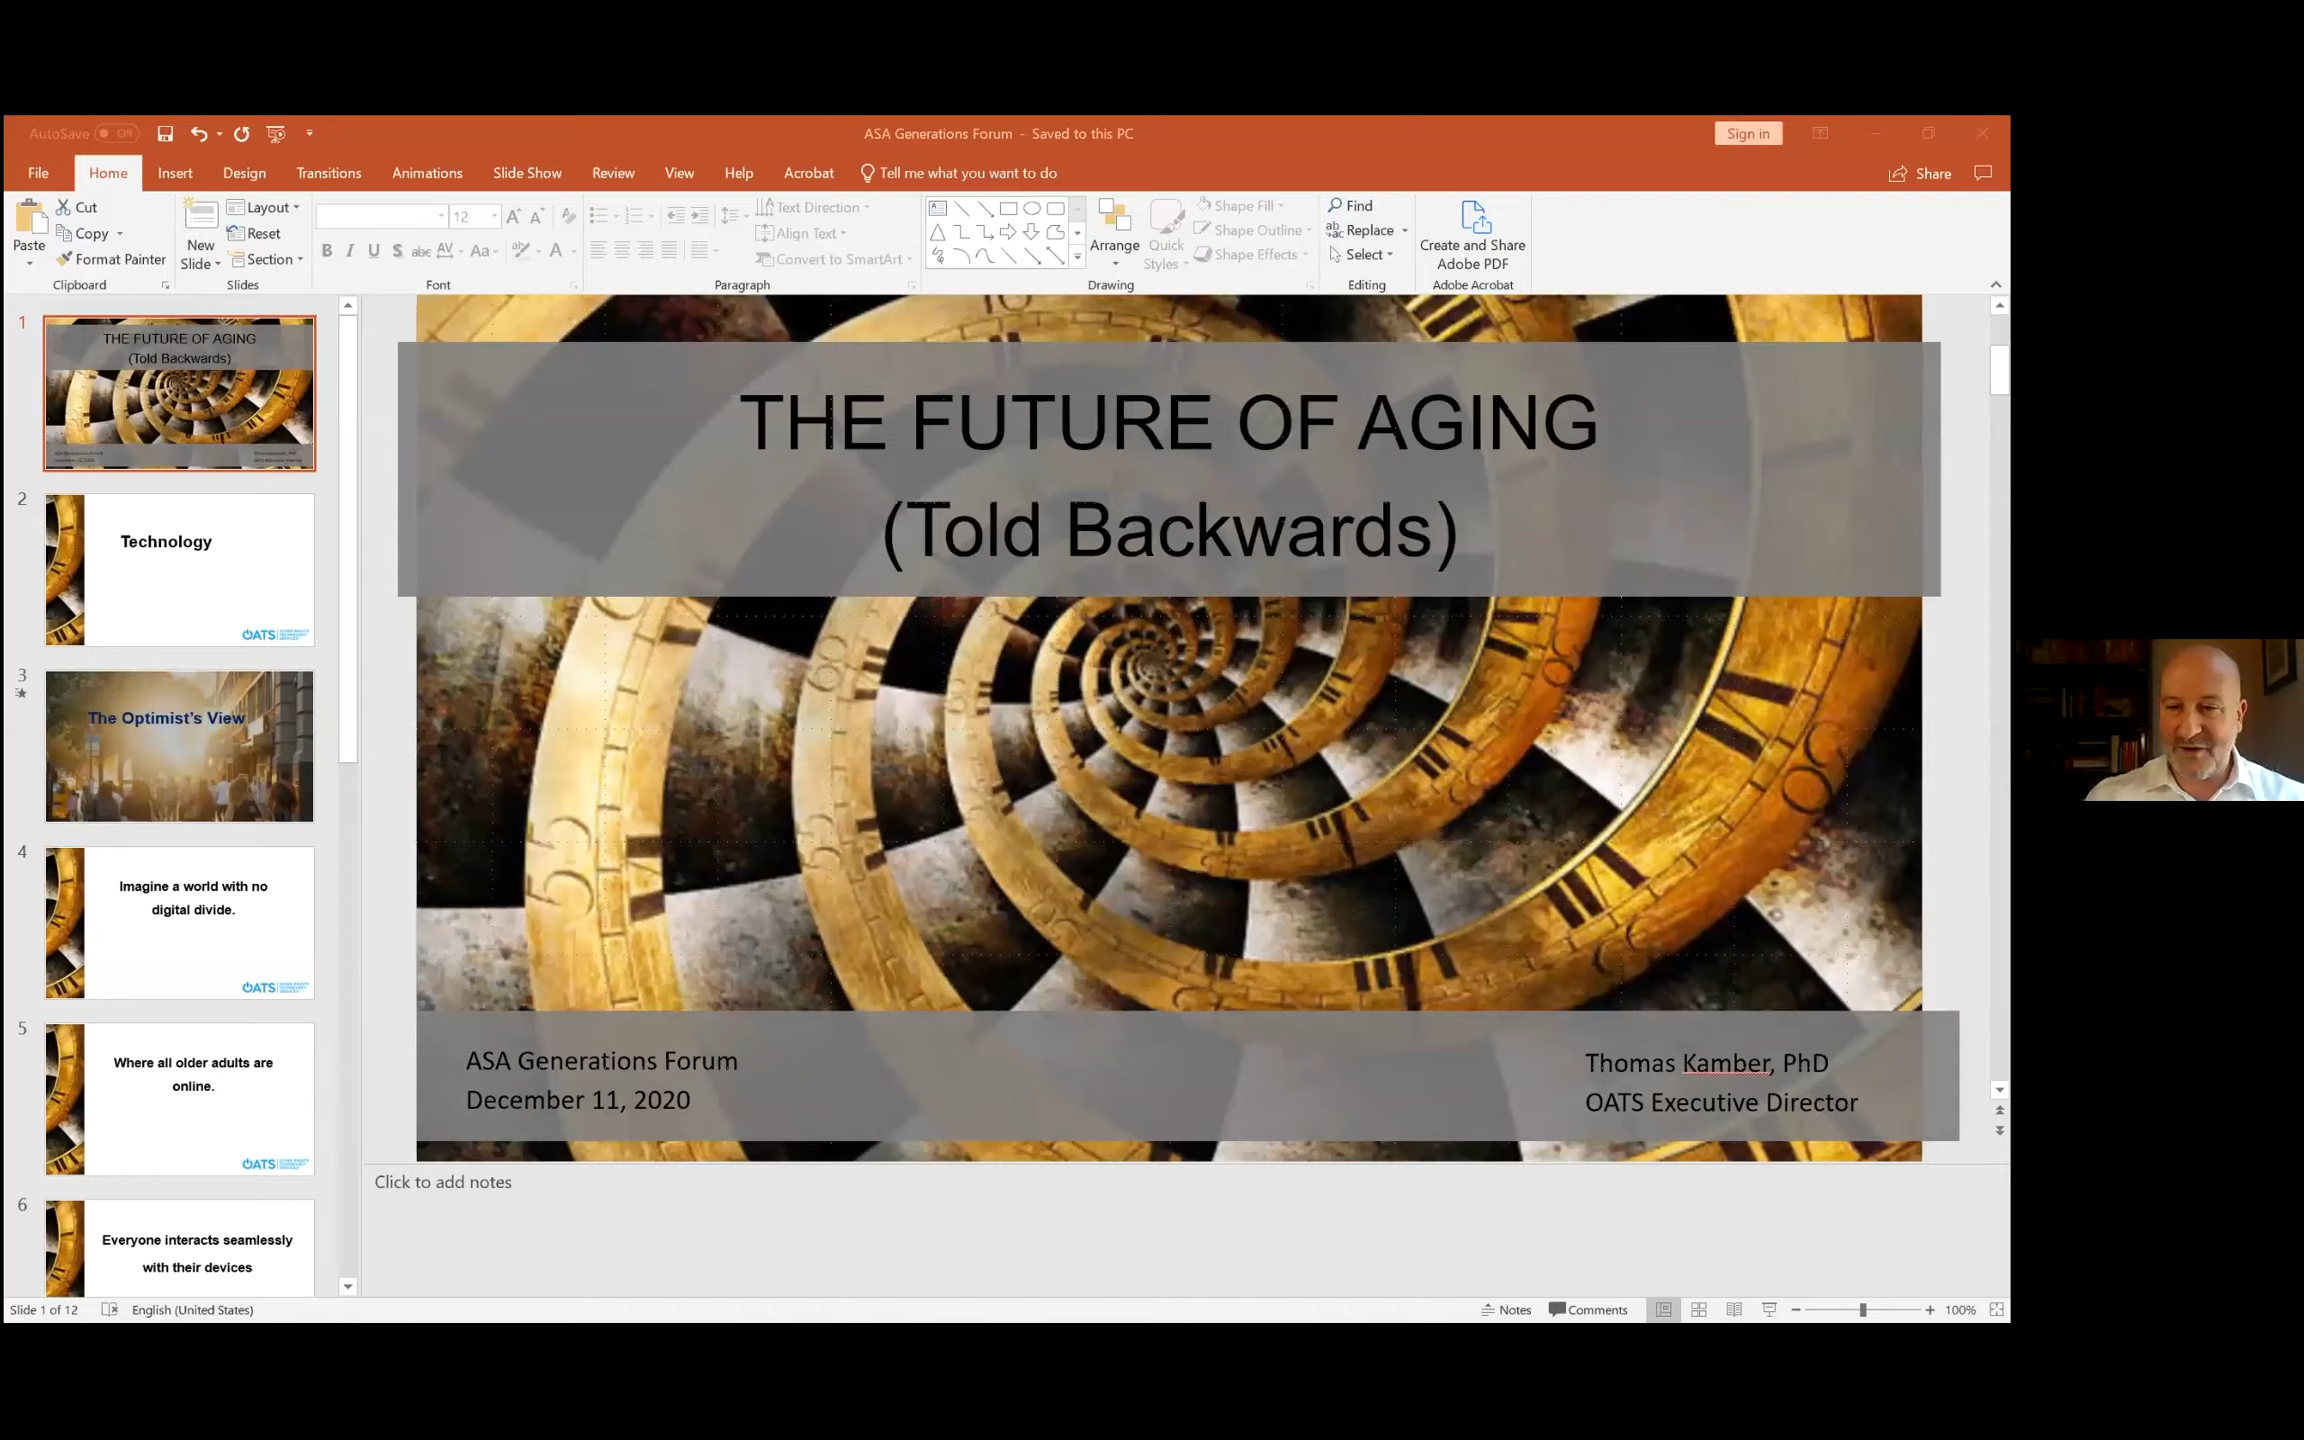 AutoSave Off
ASA Generations Forum - Saved to this PC
Sign in
File Home Insert Design Transitions Animations Slide Show Review View Help Acrobat Tell me what you want to do
Share
Paste
Cut
Copy
Format Painter
Clipboard
New Slide
Layout
Reset
Section
Slides
12
B I U S abc AV Aa A
Font
Text Direction
Align Text
Convert to SmartArt
Paragraph
Arrange
Quick Styles
Shape Fill
Shape Outline
Shape Effects
Drawing
Find
Replace
Select
Editing
Create and Share
Adobe PDF
Adobe Acrobat
1
THE FUTURE OF AGING
(Told Backwards)
2
Technology
OATS
3
The Optimist's View
4
Imagine a world with no
digital divide.
OATS
5
Where all older adults are
online.
OATS
6
Everyone interacts seamlessly
with their devices
THE FUTURE OF AGING
(Told Backwards)
55
ASA Generations Forum
December 11, 2020
Thomas Kamber, PhD
OATS Executive Director
Click to add notes
Slide 1 of 12
English (United States)
Notes
Comments
100%